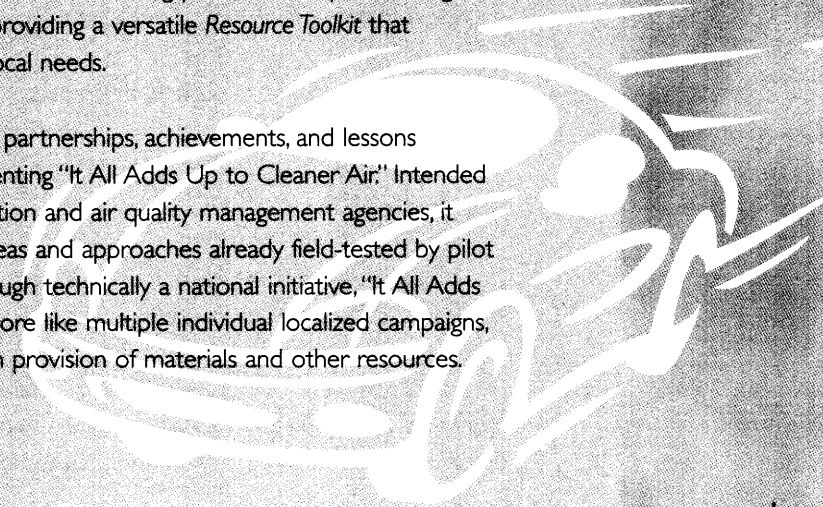 providing a versatile Resource Toolkit that
ocal needs.
partnerships, achievements, and lessons
enting “It All Adds Up to Cleaner Air.” Intended
tion and air quality management agencies, it
eas and approaches already field-tested by pilot
ugh technically a national initiative, “It All Adds
ore like multiple individual localized campaigns,
n provision of materials and other resources.